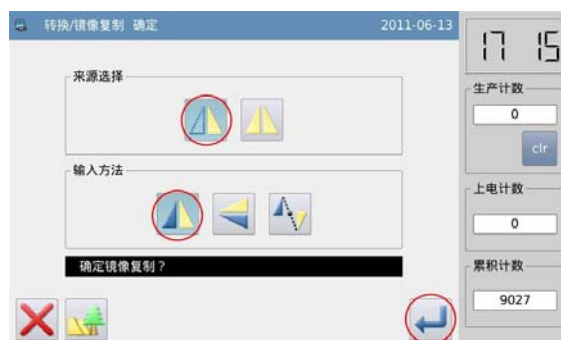 转换/镜像复制 确定 2011-06-13
17 15
来源选择
生产计数
0
clr
输入方法
上电计数
0
确定镜像复制？
累积计数
9027